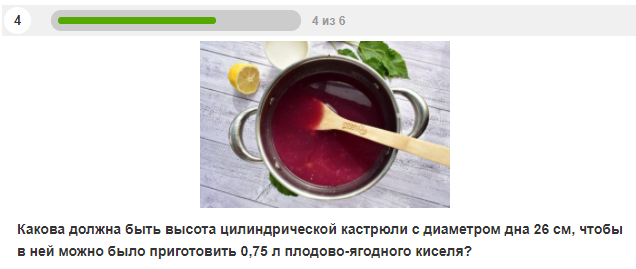 4
4 из 6
Какова должна быть высота цилиндрической кастрюли с диаметром дна 26 см, чтобы
в ней можно было приготовить 0,75 л плодово-ягодного киселя?